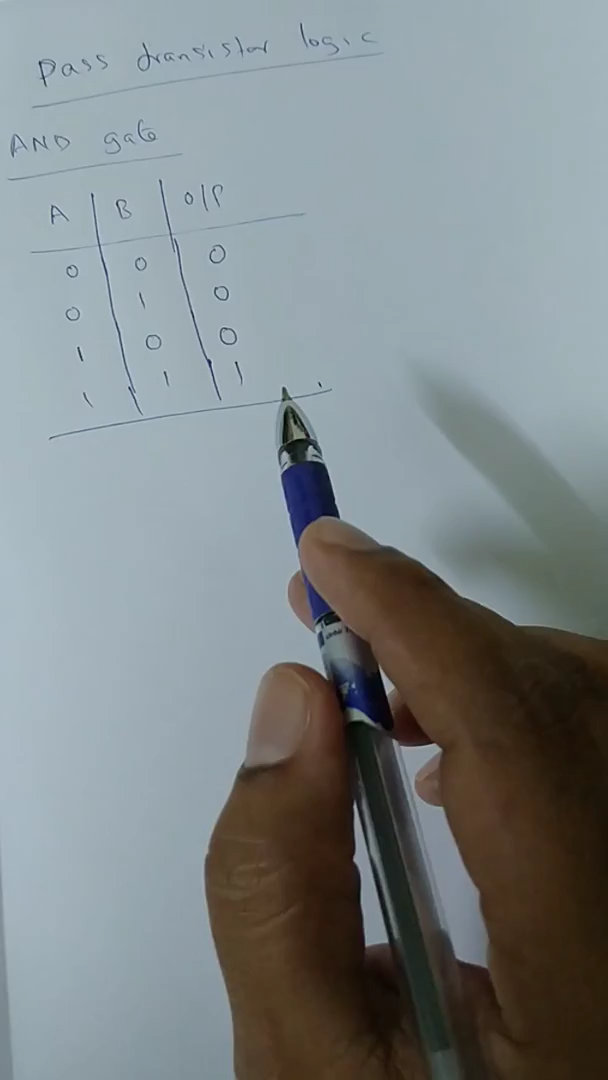 Pass transistor logic
AND gate
A B O/P
0 0 0
0 1 0
1 0 0
1 1 1